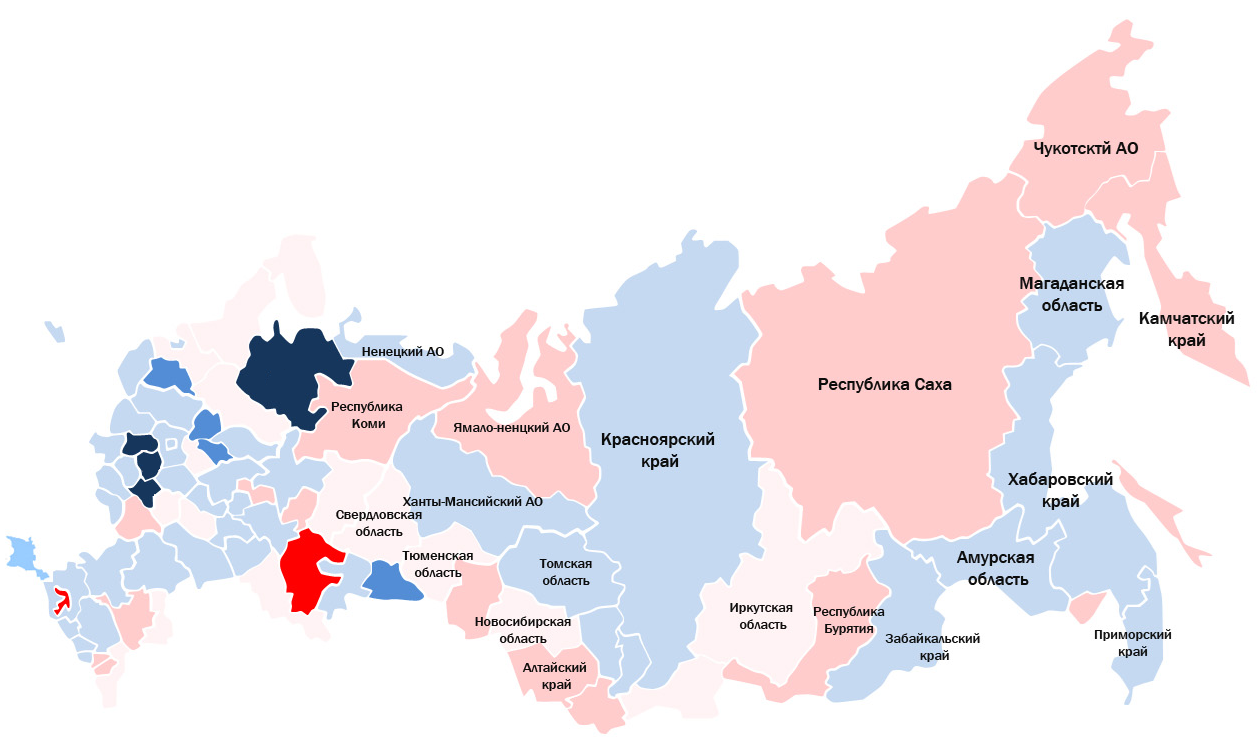 Чукотсктй АО
Магаданская
область
Камчатский
край
Ненецкий АО
Республика Саха
Республика
Коми
Ямало-ненцкий АО
Красноярский
край
Хабаровский
край
Ханты-Мансийский АО
Свердловская
область
Тюменская
область
Томская
область
Амурская
область
Иркутская
область
Республика
Бурятия
Новосибирская
область
Забайкальский
край
Приморский
край
Алтайский
край